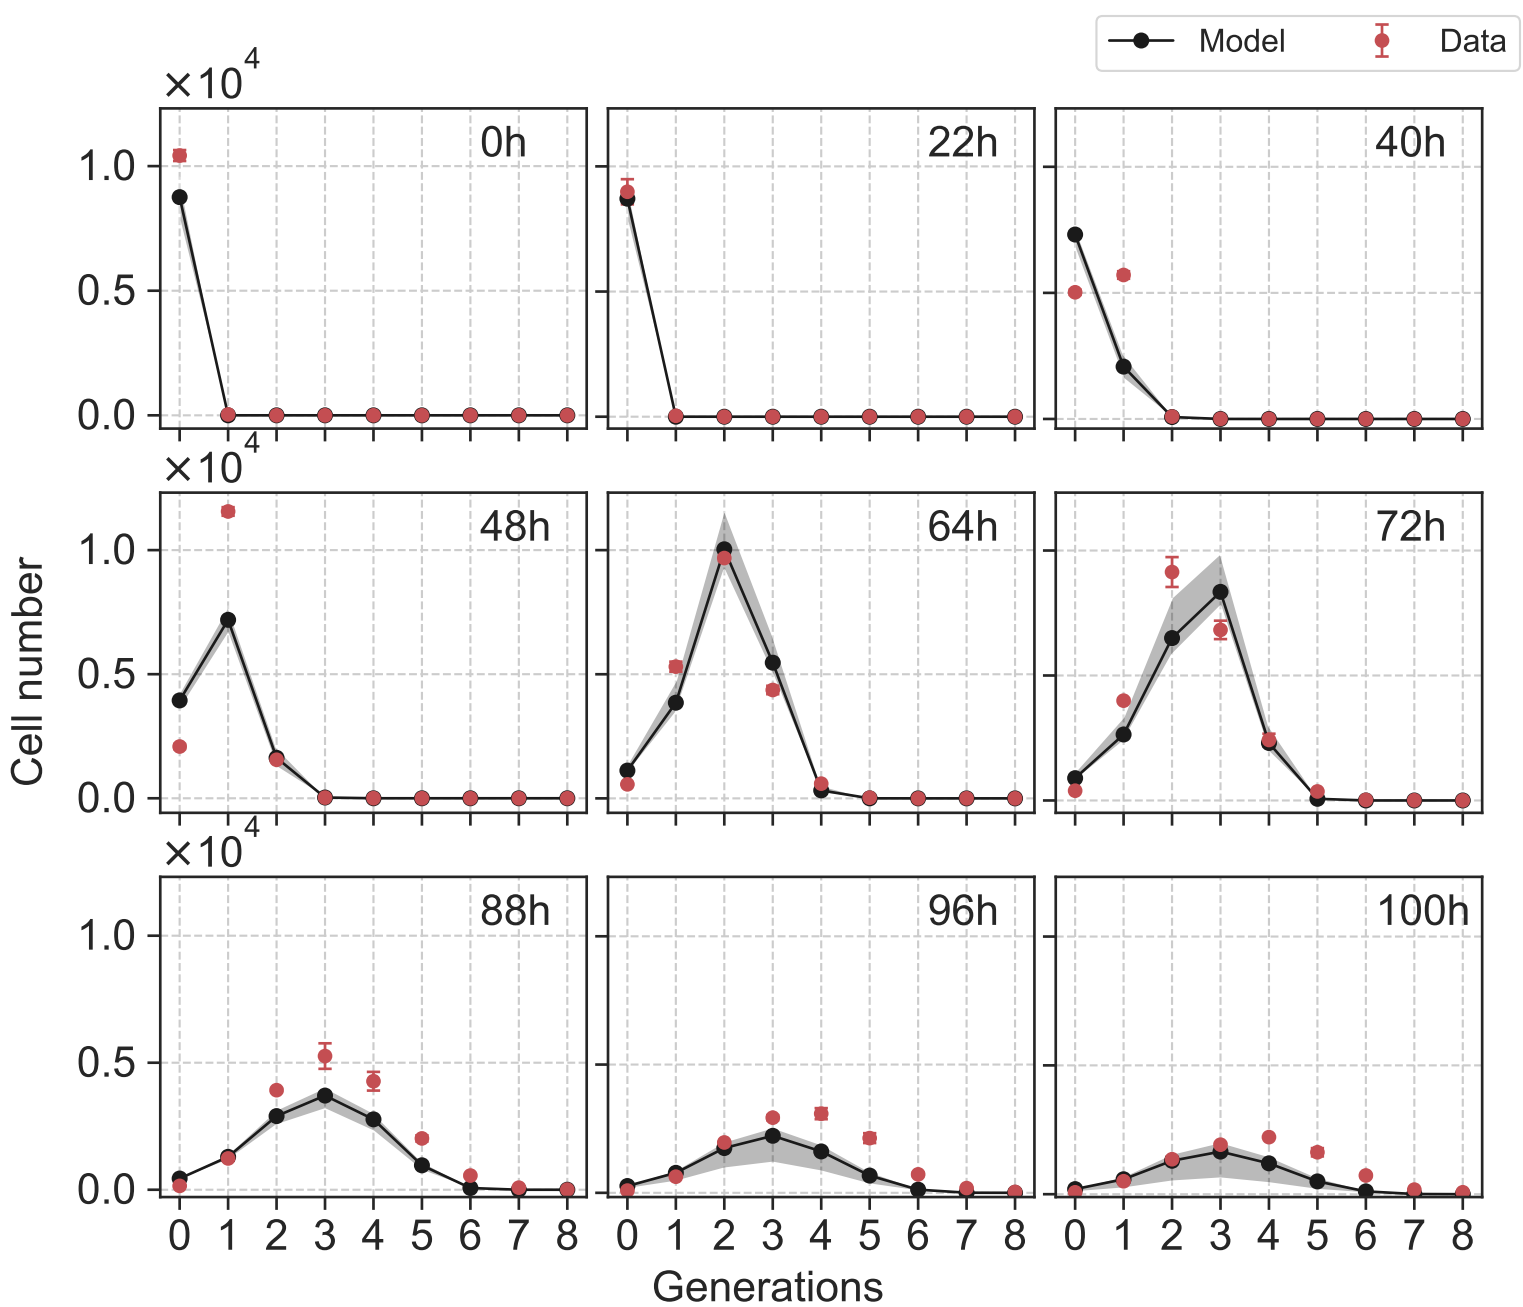 Model Data
×10^4
0h 22h 40h
1.0
0.5
0.0
×10^4
48h 64h 72h
1.0
0.5
0.0
×10^4
88h 96h 100h
1.0
0.5
0.0
0 1 2 3 4 5 6 7 8 0 1 2 3 4 5 6 7 8 0 1 2 3 4 5 6 7 8
Cell number
Generations